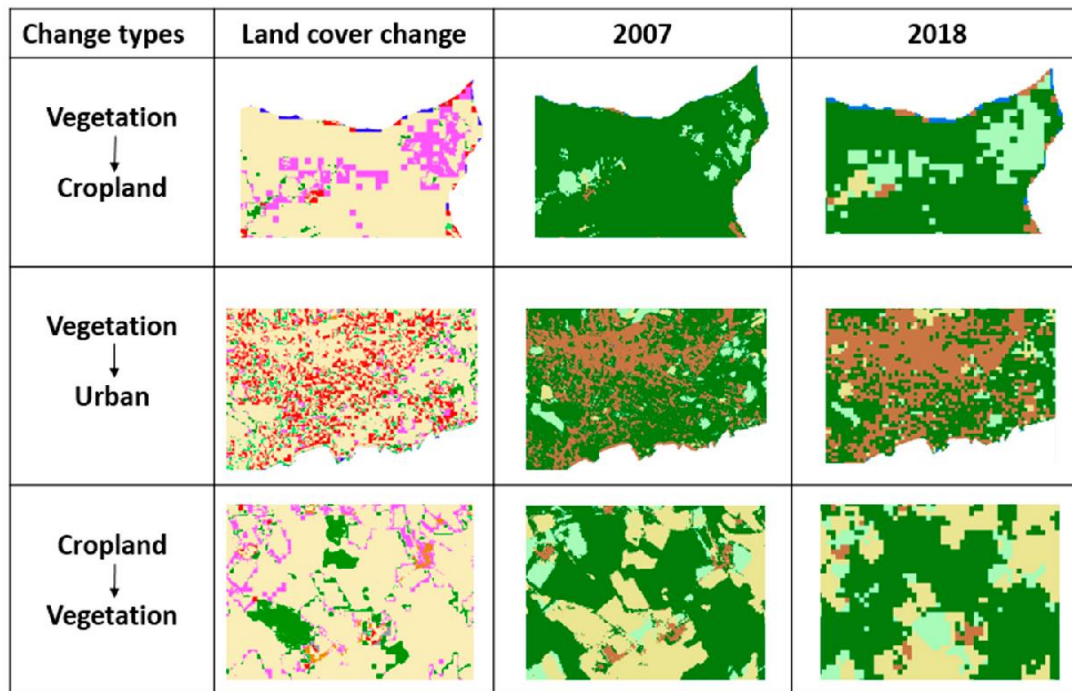 Change types
Land cover change
2007
2018
Vegetation
Cropland
Vegetation
Urban
Cropland
Vegetation